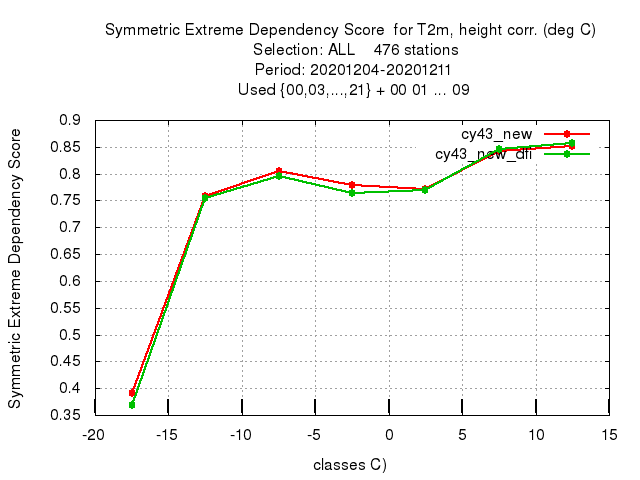 Symmetric Extreme Dependency Score  for T2m, height corr. (deg C)
Selection: ALL    476 stations
Period: 20201204-20201211
Used {00,03,...,21} + 00 01 ... 09
Symmetric Extreme Dependency Score
0.9
0.85
0.8
0.75
0.7
0.65
0.6
0.55
0.5
0.45
0.4
0.35
cy43_new
cy43_new_dfi
-20 -15 -10 -5 0 5 10 15
classes C)